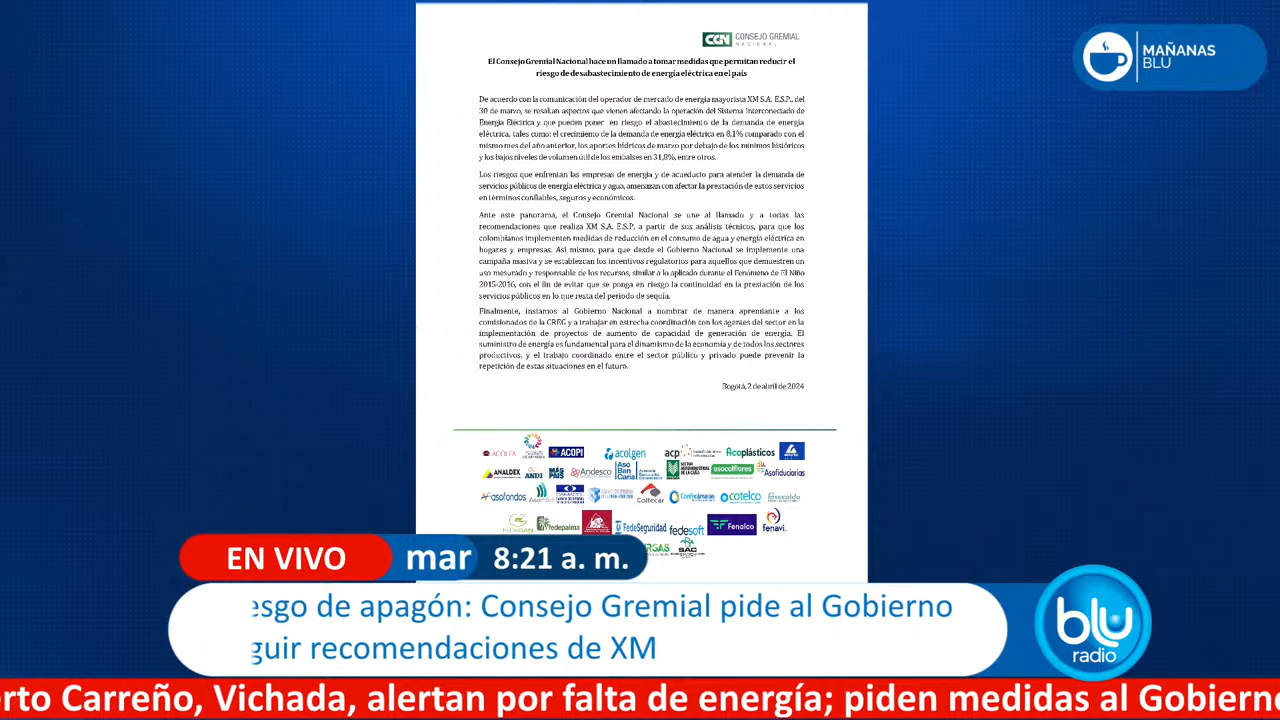 CGN CONSEJO GREMIAL
NACIONAL
MAÑANAS
BLU
El Consejo Gremial Nacional hace un llamado a tomar medidas que permitan reducir el
riesgo de desabastecimiento de energía eléctrica en el país
De acuerdo con la comunicación del operador de mercado de energía mayorista XM S.A. E.S.P., del
30 de marzo, se resaltan aspectos que vienen afectando la operación del Sistema Interconectado de
Energía Eléctrica y que pueden poner en riesgo el abastecimiento de la demanda de energía
eléctrica, tales como: el crecimiento de la demanda de energía eléctrica en 8,1% comparado con el
mismo mes del año anterior, los aportes hídricos de marzo por debajo de los mínimos históricos
y los bajos niveles de volumen útil de los embalses en 31,8%, entre otros.
Los riesgos que enfrentan las empresas de energía y de acueducto para atender la demanda de
servicios públicos de energía eléctrica y agua, amenazan con afectar la prestación de estos servicios
en términos confiables, seguros y económicos.
Ante este panorama, el Consejo Gremial Nacional se une al llamado y a todas las
recomendaciones que realiza XM S.A. E.S.P, a partir de sus análisis técnicos, para que los
colombianos implementen medidas de reducción en el consumo de agua y energía eléctrica en
hogares y empresas. Así mismo, para que desde el Gobierno Nacional se implemente una
campaña masiva y se establezcan los incentivos regulatorios para aquellos que demuestren un
uso mesurado y responsable de los recursos, similar a lo aplicado durante el Fenómeno de El Niño
2015-2016, con el fin de evitar que se ponga en riesgo la continuidad en la prestación de los
servicios públicos en lo que resta del periodo de sequía.
Finalmente, instamos al Gobierno Nacional a nombrar de manera apremiante a los
comisionados de la CREG y a trabajar en estrecha coordinación con los agentes del sector en la
implementación de proyectos de aumento de capacidad de generación de energía. El
suministro de energía es fundamental para el dinamismo de la economía y de todos los sectores
productivos, y el trabajo coordinado entre el sector público y privado puede prevenir la
repetición de estas situaciones en el futuro.
Bogotá, 2 de abril de 2024
ACOPI acolgen acp Acoplásticos
ANALDEX ANDI MÁS PAÍS Andesco Aso Ban Caria asocolflores Asofiduciarias
asofondos Colfecar Confecámaras cotelco fasecolda
fedepalma FedeSeguridad fedesoft Fenalco fenavi.
SAC
EN VIVO mar 8:21 a. m.
esgo de apagón: Consejo Gremial pide al Gobierno
guir recomendaciones de XM
blu
radio
erto Carreño, Vichada, alertan por falta de energía; piden medidas al Gobierno